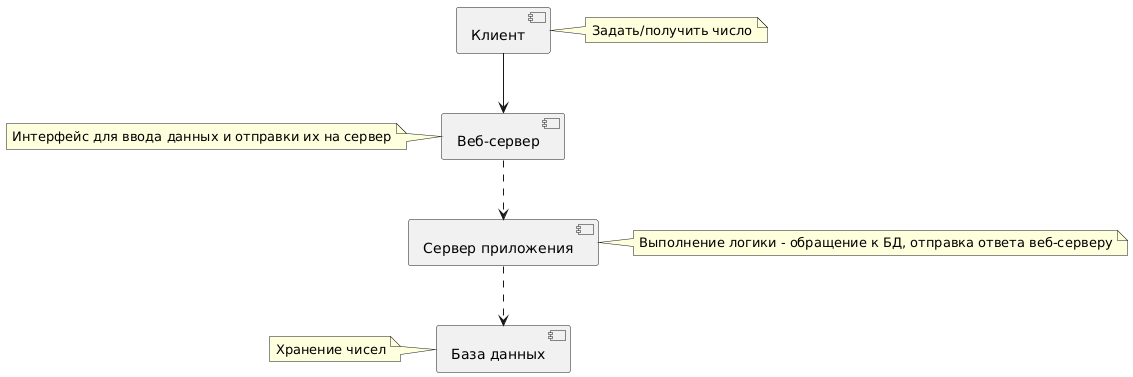 Клиент
Задать/получить число
Интерфейс для ввода данных и отправки их на сервер
Веб-сервер
Сервер приложения
Выполнение логики - обращение к БД, отправка ответа веб-серверу
Хранение чисел
База данных